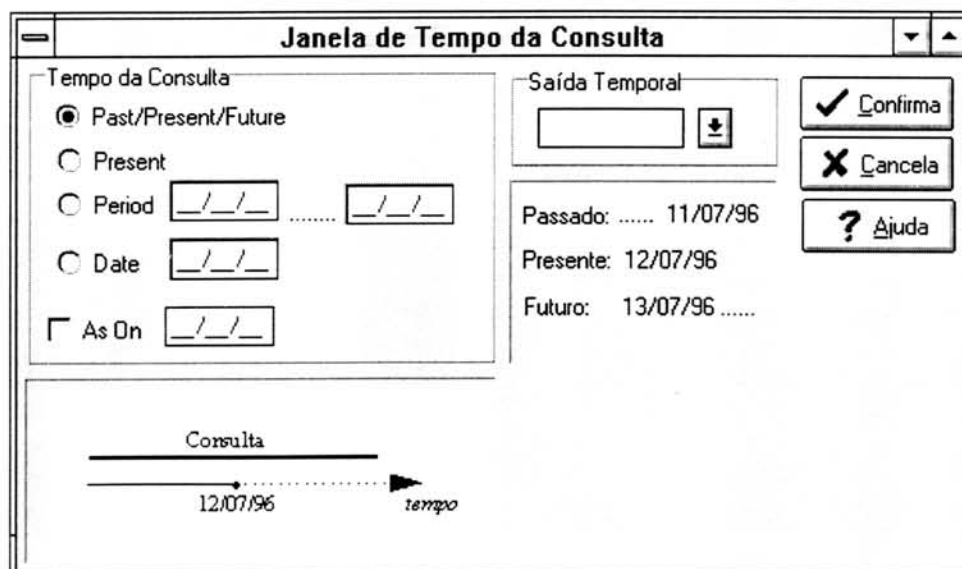 Janela de Tempo da Consulta
Tempo da Consulta
Past/Present/Future
Present
Period __/__/__ ....... __/__/__
Date __/__/__
As On __/__/__
Saída Temporal
Confirma
Cancela
Ajuda
Passado: ...... 11/07/96
Presente: 12/07/96
Futuro: 13/07/96 ......
Consulta
12/07/96
tempo